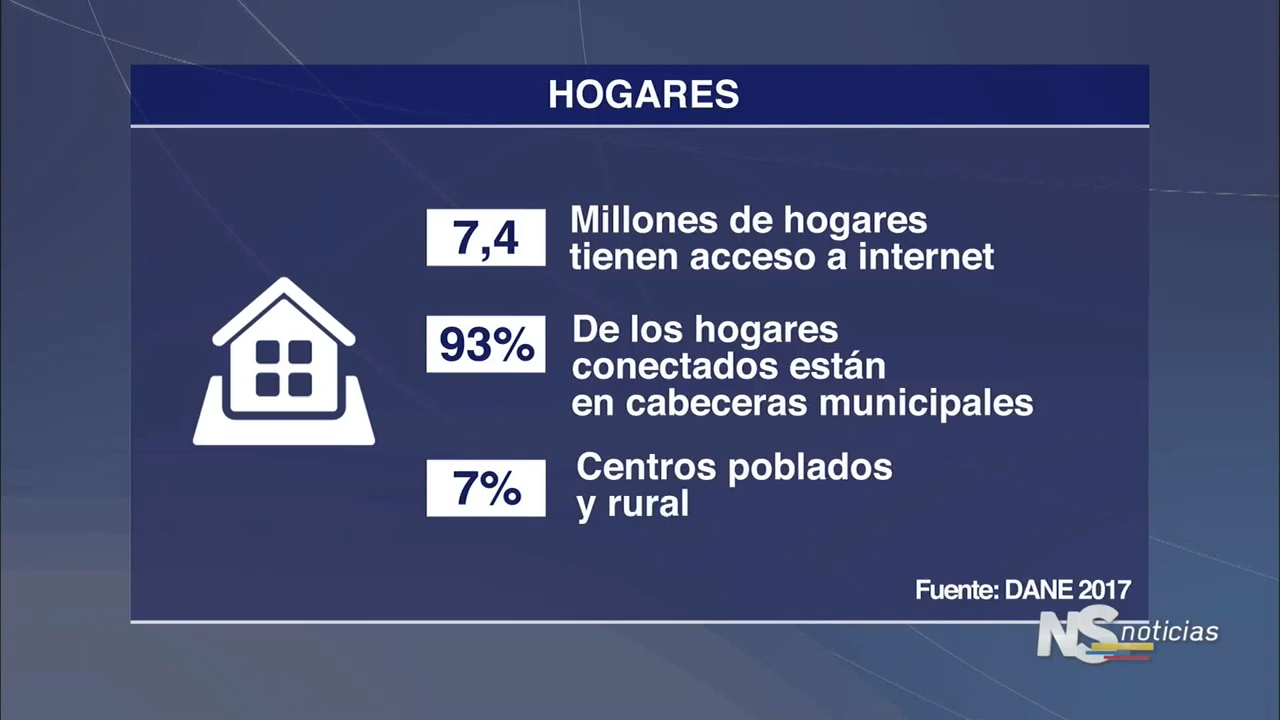 HOGARES
7,4
Millones de hogares
tienen acceso a internet
93%
De los hogares
conectados están
en cabeceras municipales
7%
Centros poblados
y rural
Fuente: DANE 2017
NS noticias